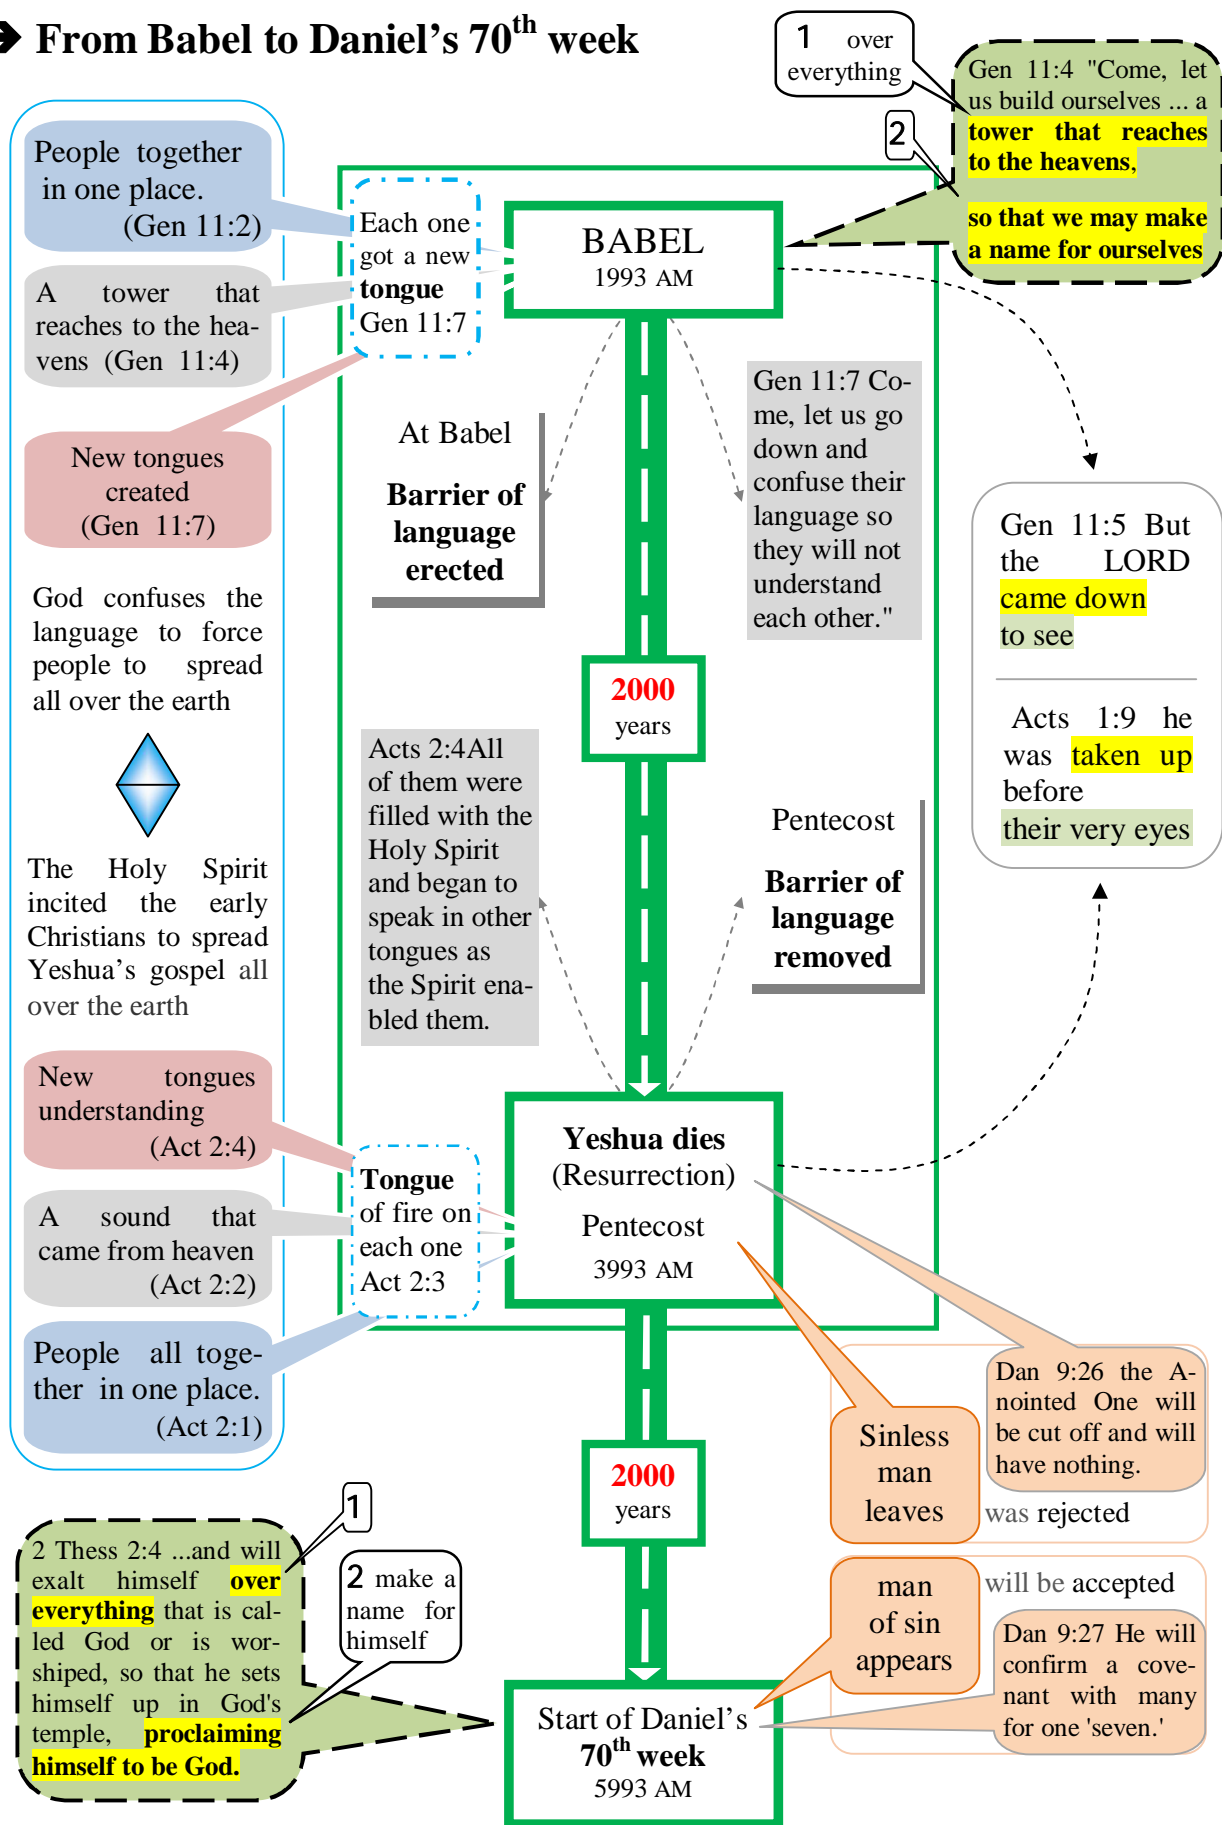 From Babel to Daniel’s 70th week
1 over
everything
Gen 11:4 "Come, let
us build ourselves ... a
tower that reaches
to the heavens,
so that we may make
a name for ourselves
2
People together
in one place.
(Gen 11:2)
A tower that
reaches to the hea-
vens (Gen 11:4)
New tongues
created
(Gen 11:7)
God confuses the
language to force
people to spread
all over the earth
The Holy Spirit
incited the early
Christians to spread
Yeshua’s gospel all
over the earth
New tongues
understanding
(Act 2:4)
A sound that
came from heaven
(Act 2:2)
People all toge-
ther in one place.
(Act 2:1)
Each one
got a new
tongue
Gen 11:7
BABEL
1993 AM
At Babel
Barrier of
language
erected
Gen 11:7 Co-
me, let us go
down and
confuse their
language so
they will not
understand
each other."
2000
years
Gen 11:5 But
the LORD
came down
to see
Acts 1:9 he
was taken up
before
their very eyes
Acts 2:4All
of them were
filled with the
Holy Spirit
and began to
speak in other
tongues as
the Spirit ena-
bled them.
Pentecost
Barrier of
language
removed
Tongue
of fire on
each one
Act 2:3
Yeshua dies
(Resurrection)
Pentecost
3993 AM
Dan 9:26 the A-
nointed One will
be cut off and will
have nothing.
Sinless
man
leaves
was rejected
2000
years
man
of sin
appears
will be accepted
Dan 9:27 He will
confirm a cove-
nant with many
for one 'seven.'
1
2 Thess 2:4 ...and will
exalt himself over
everything that is cal-
led God or is wor-
shiped, so that he sets
himself up in God's
temple, proclaiming
himself to be God.
2 make a
name for
himself
Start of Daniel’s
70th week
5993 AM